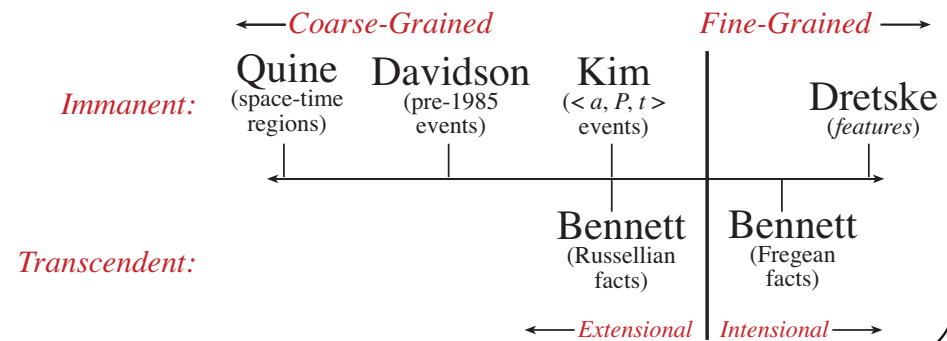 Coarse-Grained Fine-Grained
Quine Davidson Kim
(space-time (pre-1985 (< a, P, t >
regions) events) events)
Immanent:
Dretske
(features)
Bennett Bennett
(Russellian (Fregean
facts) facts)
Transcendent:
Extensional Intensional